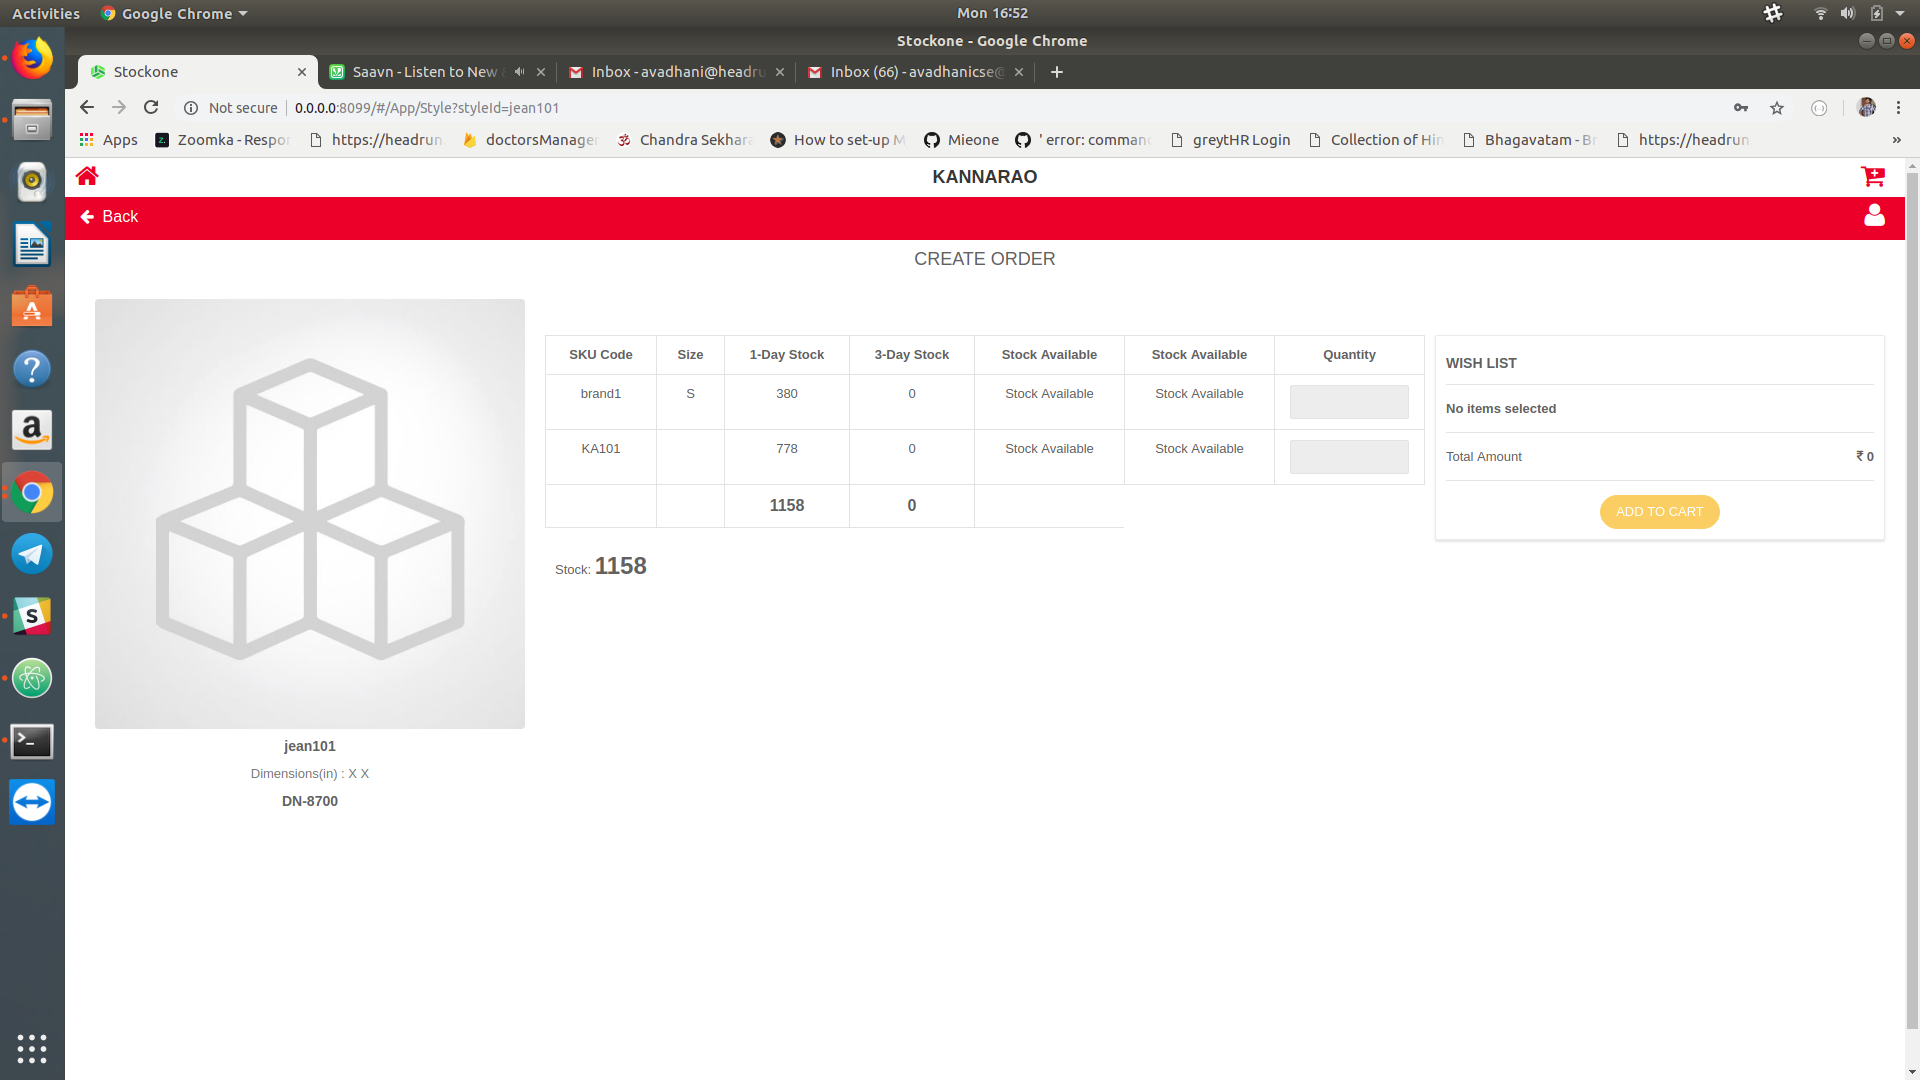 Activities Google Chrome Mon 16:52
Stockone - Google Chrome
Stockone Saavn - Listen to New Inbox - avadhani@headru Inbox (66) - avadhanicse@
Not secure 0.0.0.0:8099/#/App/Style?styleId=jean101
Apps Zoomka - Respor https://headrun doctorsManager Chandra Sekhara How to set-up M Mieone ' error: comman greytHR Login Collection of Hin Bhagavatam - Br https://headrun »
KANNARAO
Back
CREATE ORDER
SKU Code Size 1-Day Stock 3-Day Stock Stock Available Stock Available Quantity
brand1 S 380 0 Stock Available Stock Available
KA101 778 0 Stock Available Stock Available
1158 0
Stock: 1158
WISH LIST
No items selected
Total Amount ₹ 0
ADD TO CART
jean101
Dimensions(in) : X X
DN-8700